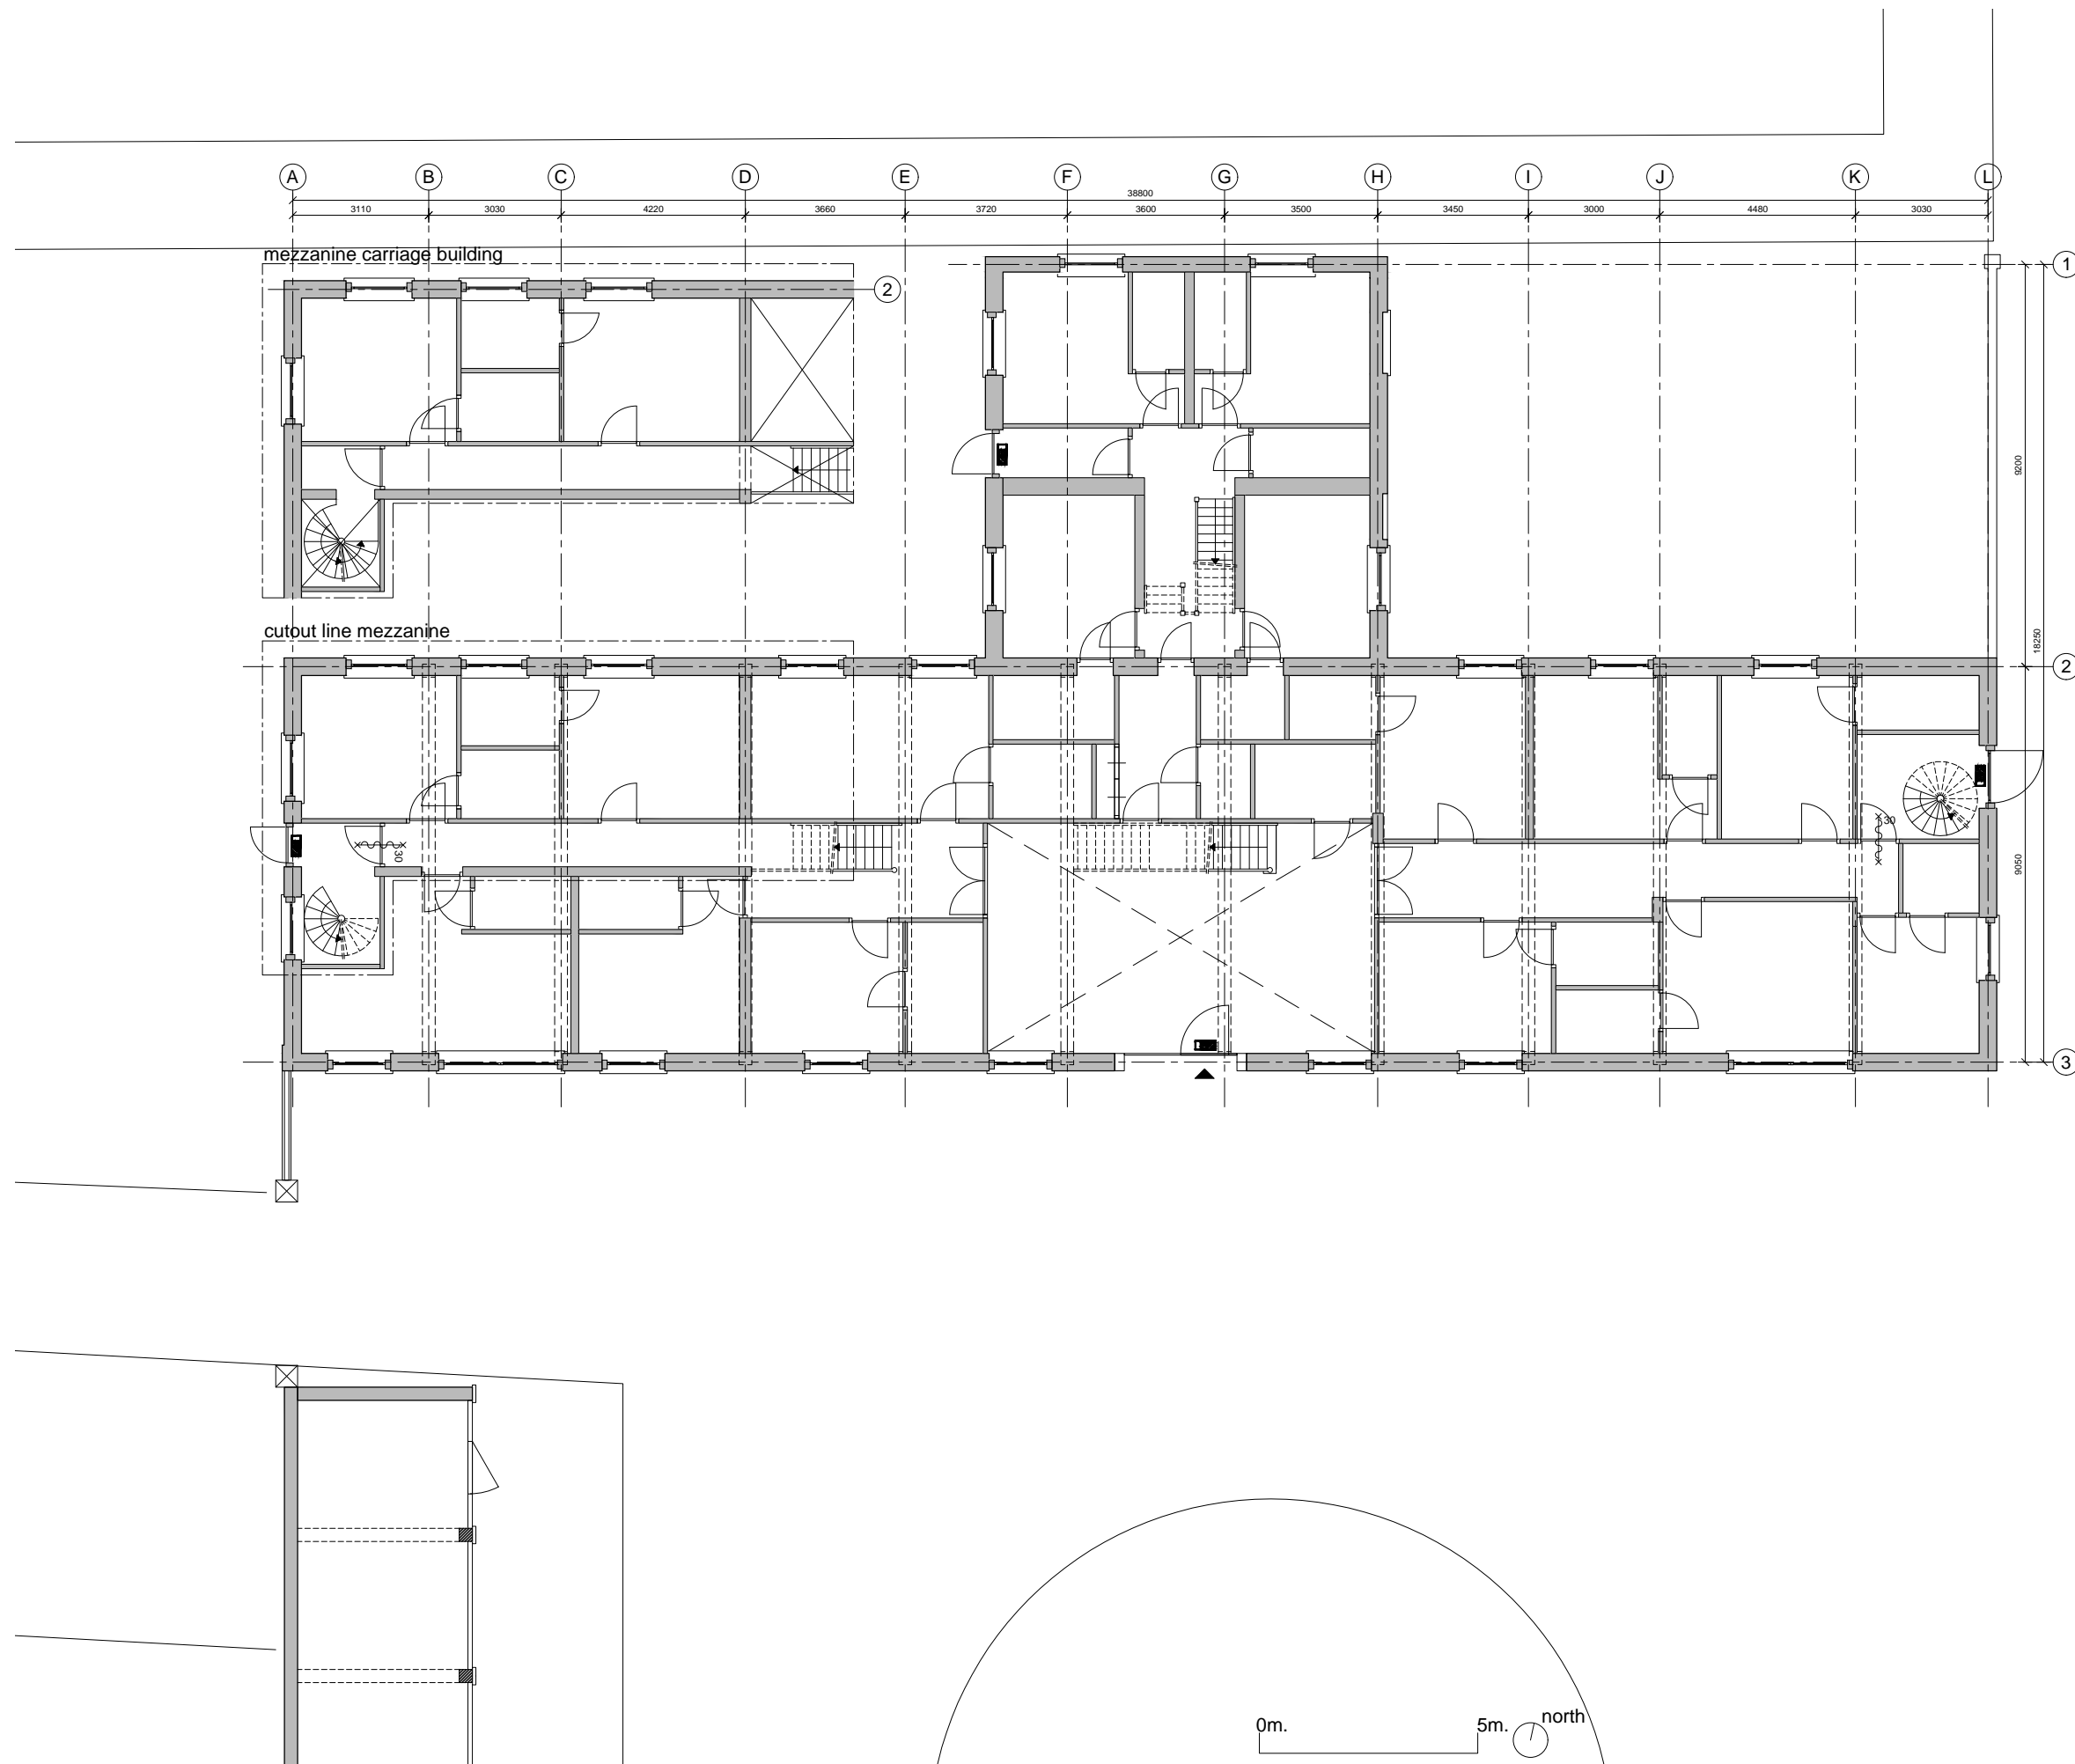 A B C D E F G H I J K L
38800
3110 3030 4220 3660 3720 3600 3500 3450 3000 4480 3030
mezzanine carriage building
1
2
9200
18250
cutout line mezzanine
2
30
30
9050
3
north
0m. 5m.